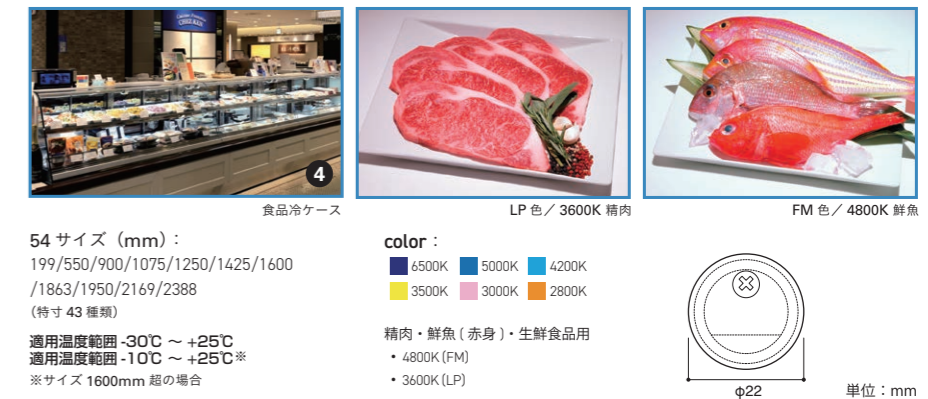 CHEZ KEN
4
食品冷ケース
LP 色／ 3600K 精肉
FM 色／ 4800K 鮮魚
54 サイズ（mm）：
199/550/900/1075/1250/1425/1600
/1863/1950/2169/2388
（特寸 43 種類）
適用温度範囲 -30℃ ～ +25℃
適用温度範囲 -10℃ ～ +25℃※
※サイズ 1600mm 超の場合
color：
6500K 5000K 4200K
3500K 3000K 2800K
精肉・鮮魚 ( 赤身 )・生鮮食品用
・ 4800K (FM)
・ 3600K (LP)
φ22
単位：mm